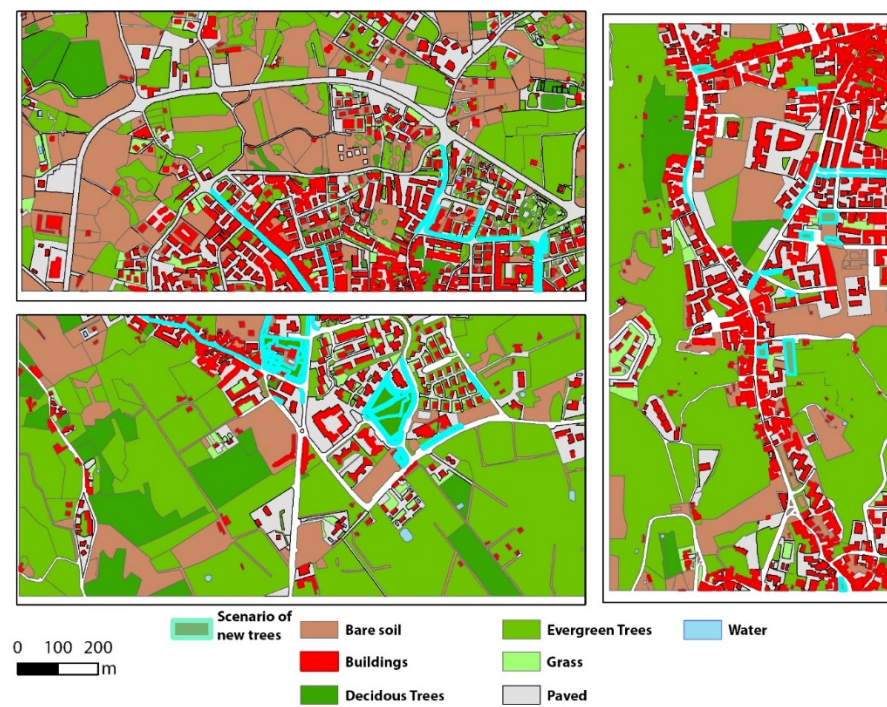 Scenario of
new trees
Bare soil
Evergreen Trees
Water
0 100 200
m
Buildings
Grass
Decidous Trees
Paved